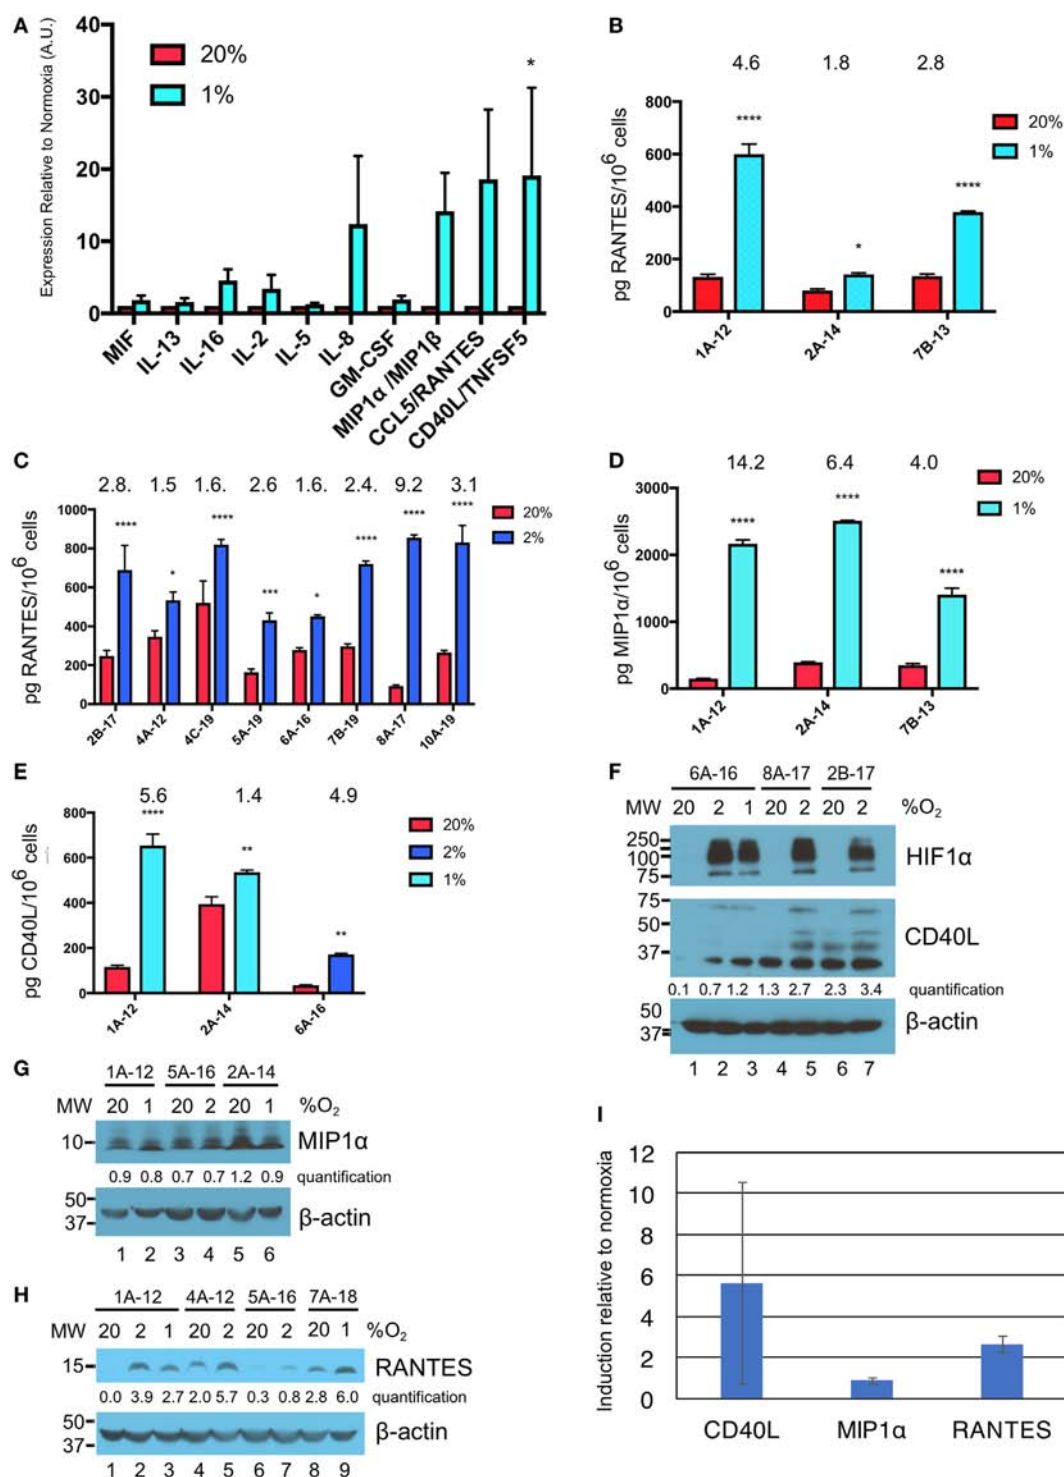 A
Expression Relative to Normoxia (A.U.)
40
30
20
10
0
20%
1%
*
MIF
IL-13
IL-16
IL-2
IL-5
IL-8
GM-CSF
MIP1α /MIP1β
CCL5/RANTES
CD40L/TNFSF5
B
4.6 1.8 2.8
pg RANTES/10⁶ cells
800
600
400
200
0
**** * ****
20%
1%
1A-12 2A-14 7B-13
C
2.8. 1.5 1.6. 2.6 1.6. 2.4. 9.2 3.1
pg RANTES/10⁶ cells
1000
800
600
400
200
0
**** * **** *** * **** **** ****
20%
2%
2B-17 4A-12 4C-19 5A-19 6A-16 7B-19 8A-17 10A-19
D
14.2 6.4 4.0
pg MIP1α/10⁶ cells
3000
2000
1000
0
**** **** ****
20%
1%
1A-12 2A-14 7B-13
E
5.6 1.4 4.9
pg CD40L/10⁶ cells
800
600
400
200
0
**** ** **
20%
2%
1%
1A-12 2A-14 6A-16
F
6A-16 8A-17 2B-17
MW 20 2 1 20 2 20 2 %O₂
250
100
75
HIF1α
75
50
37
CD40L
0.1 0.7 1.2 1.3 2.7 2.3 3.4 quantification
50
37
β-actin
1 2 3 4 5 6 7
G
1A-12 5A-16 2A-14
MW 20 1 20 2 20 1 %O₂
10
MIP1α
0.9 0.8 0.7 0.7 1.2 0.9 quantification
50
37
β-actin
1 2 3 4 5 6
H
1A-12 4A-12 5A-16 7A-18
MW 20 2 1 20 2 20 2 20 1 %O₂
15
RANTES
0.0 3.9 2.7 2.0 5.7 0.3 0.8 2.8 6.0 quantification
50
37
β-actin
1 2 3 4 5 6 7 8 9
I
Induction relative to normoxia
12
10
8
6
4
2
0
CD40L MIP1α RANTES